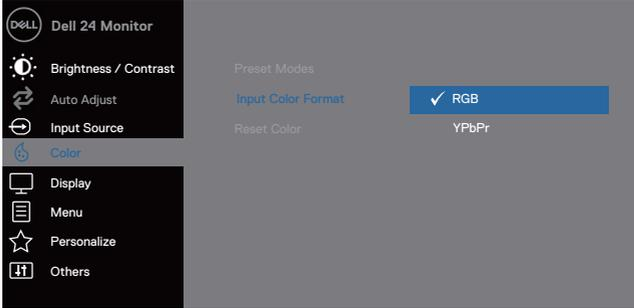 DELL Dell 24 Monitor
Brightness / Contrast
Auto Adjust
Input Source
Color
Display
Menu
Personalize
Others
Preset Modes
Input Color Format
Reset Color
RGB
YPbPr